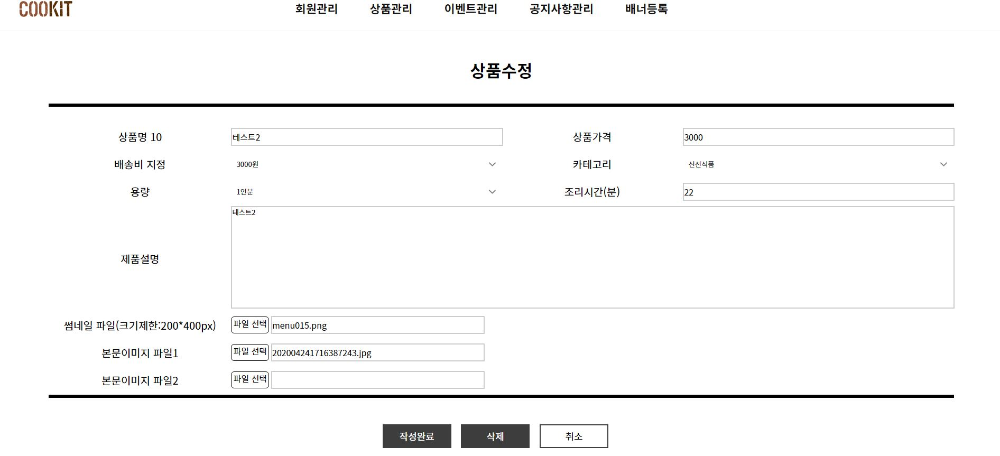 COOKIT 회원관리 상품관리 이벤트관리 공지사항관리 배너등록
상품수정
상품명 10 테스트2 상품가격 3000
배송비 지정 3000원 카테고리 신선식품
용량 1인분 조리시간(분) 22
제품설명 테스트2
썸네일 파일(크기제한:200*400px) 파일 선택 menu015.png
본문이미지 파일1 파일 선택 202004241716387243.jpg
본문이미지 파일2 파일 선택
작성완료 삭제 취소